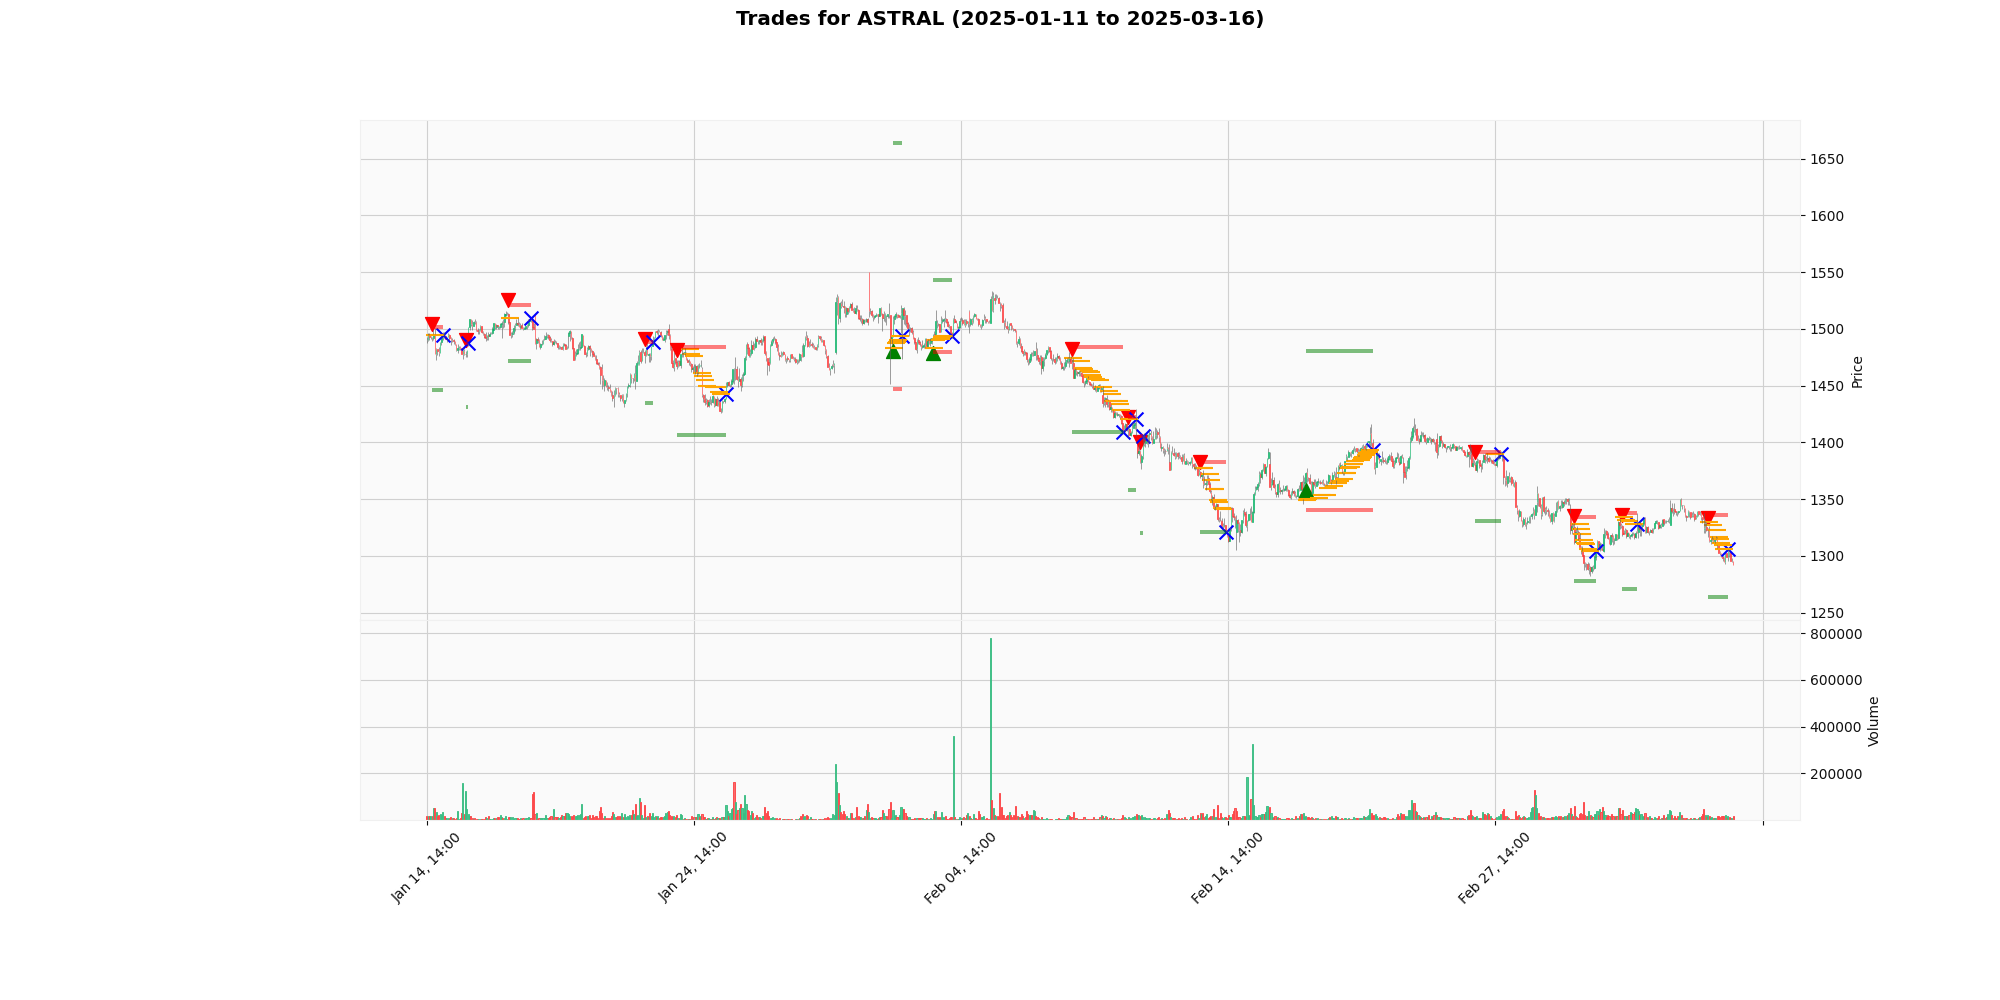 Trades for ASTRAL (2025-01-11 to 2025-03-16)
1650
1600
1550
1500
1450
1400
1350
1300
1250
Price
800000
600000
400000
200000
Volume
Jan 14, 14:00
Jan 24, 14:00
Feb 04, 14:00
Feb 14, 14:00
Feb 27, 14:00